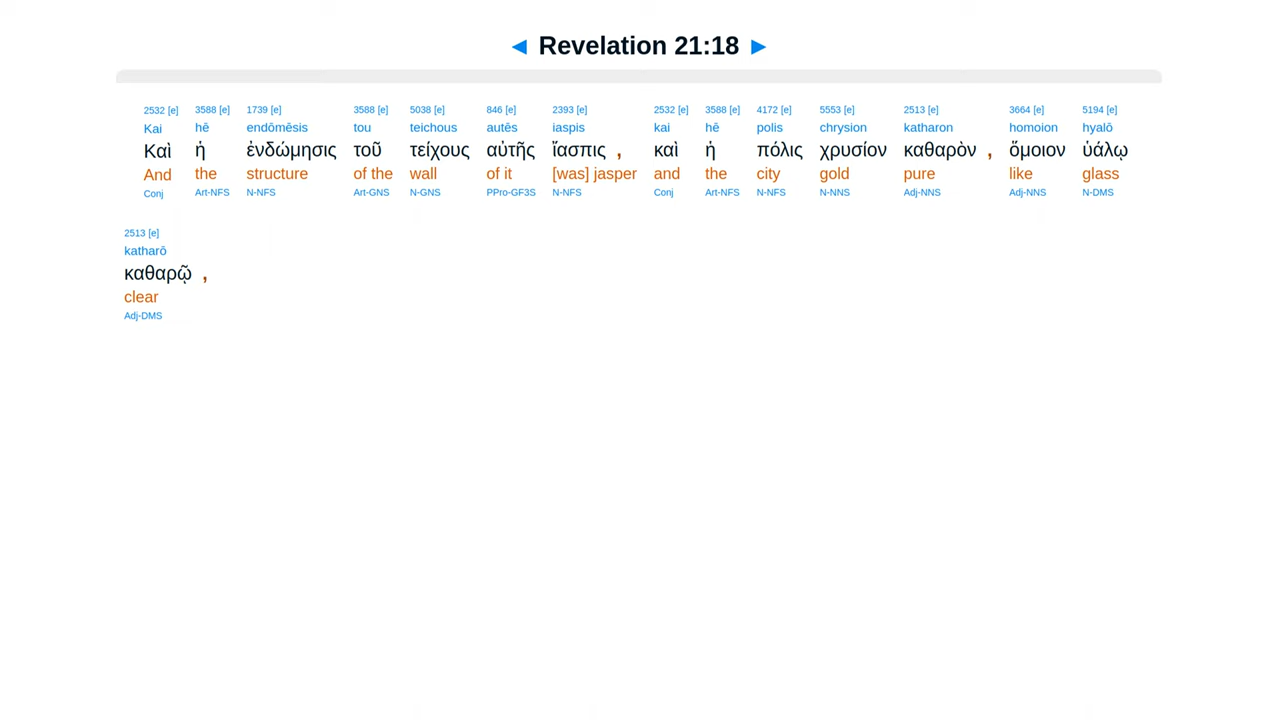 ◄ Revelation 21:18 ►
2532 [e] 3588 [e] 1739 [e] 3588 [e] 5038 [e] 846 [e] 2393 [e] 2532 [e] 3588 [e] 4172 [e] 5553 [e] 2513 [e] 3664 [e] 5194 [e]
Kai hē endōmēsis tou teichous autēs iaspis kai hē polis chrysion katharon homoion hyalō
Καὶ ἡ ἐνδώμησις τοῦ τείχους αὐτῆς ἴασπις , καὶ ἡ πόλις χρυσίον καθαρὸν , ὅμοιον ὑάλῳ
And the structure of the wall of it [was] jasper and the city gold pure like glass
Conj Art-NFS N-NFS Art-GNS N-GNS PPro-GF3S N-NFS Conj Art-NFS N-NFS N-NNS Adj-NNS Adj-NNS N-DMS
2513 [e]
katharō
καθαρῷ ,
clear
Adj-DMS